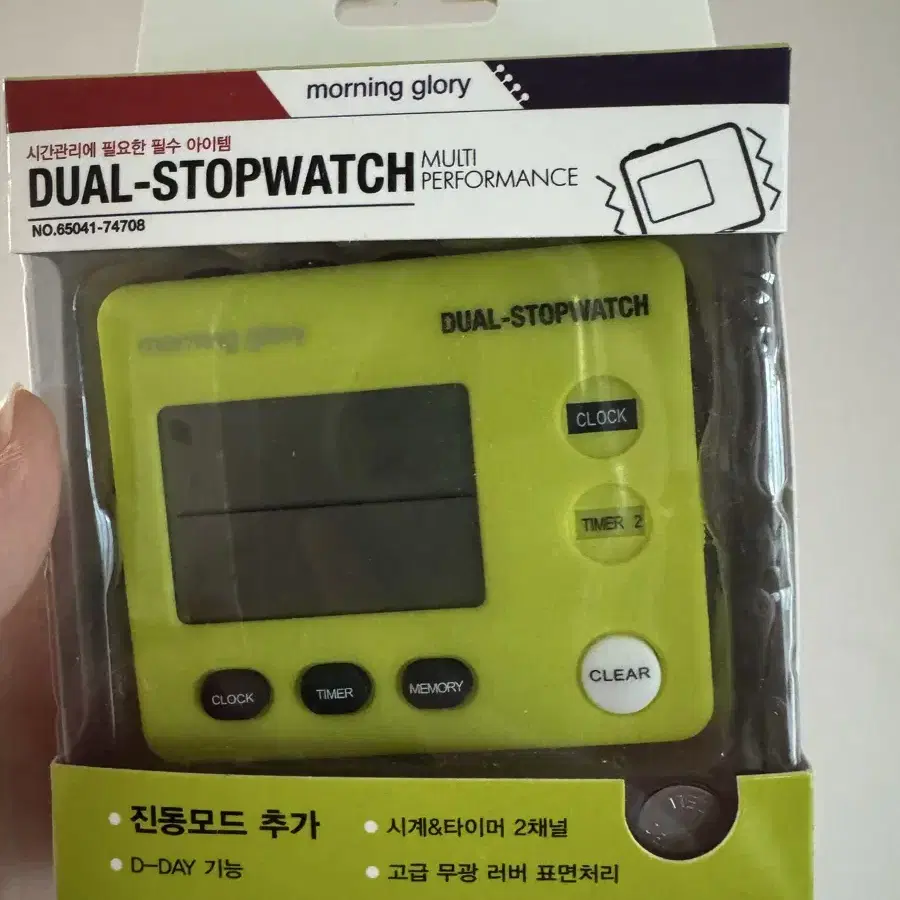 morning glory
시간관리에 필요한 필수 아이템
DUAL-STOPWATCH
MULTI
PERFORMANCE
NO.65041-74708
morning glory
DUAL-STOPWATCH
CLOCK
TIMER 2
CLEAR
CLOCK
TIMER
MEMORY
진동모드 추가
시계&타이머 2채널
D-DAY 기능
고급 무광 러버 표면처리